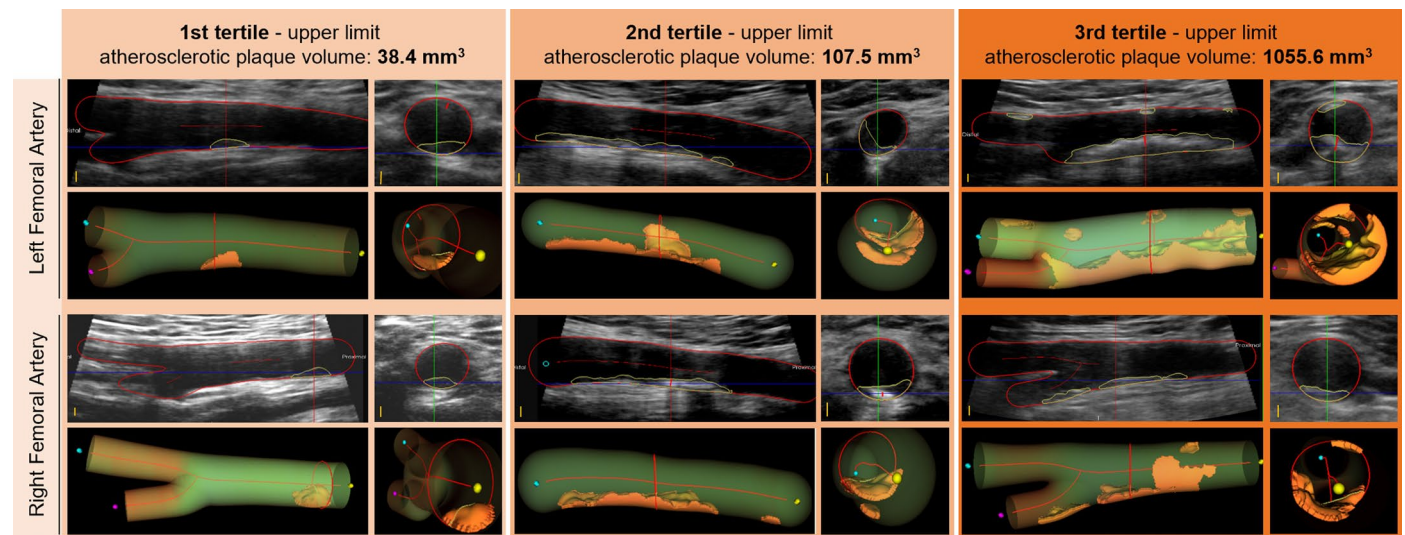 1st tertile - upper limit
atherosclerotic plaque volume: 38.4 mm³
2nd tertile - upper limit
atherosclerotic plaque volume: 107.5 mm³
3rd tertile - upper limit
atherosclerotic plaque volume: 1055.6 mm³
Left Femoral Artery
Distal
Right Femoral Artery
Proximal
Proximal